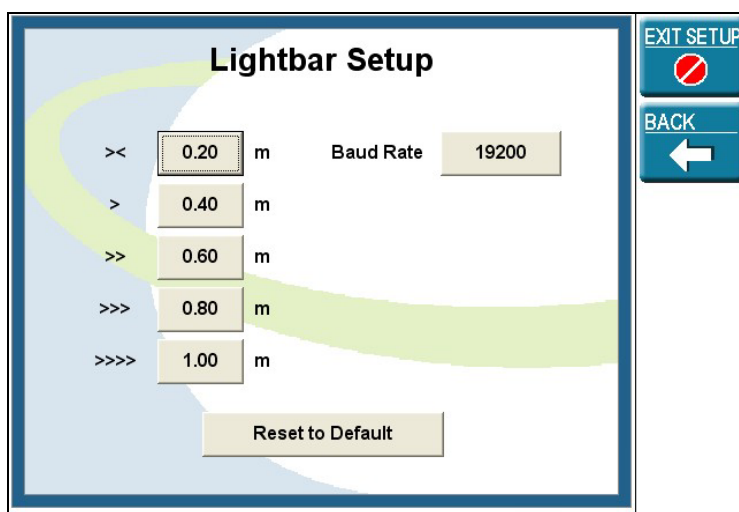 Lightbar Setup
>< 0.20 m Baud Rate 19200
> 0.40 m
>> 0.60 m
>>> 0.80 m
>>>> 1.00 m
Reset to Default
EXIT SETUP
BACK